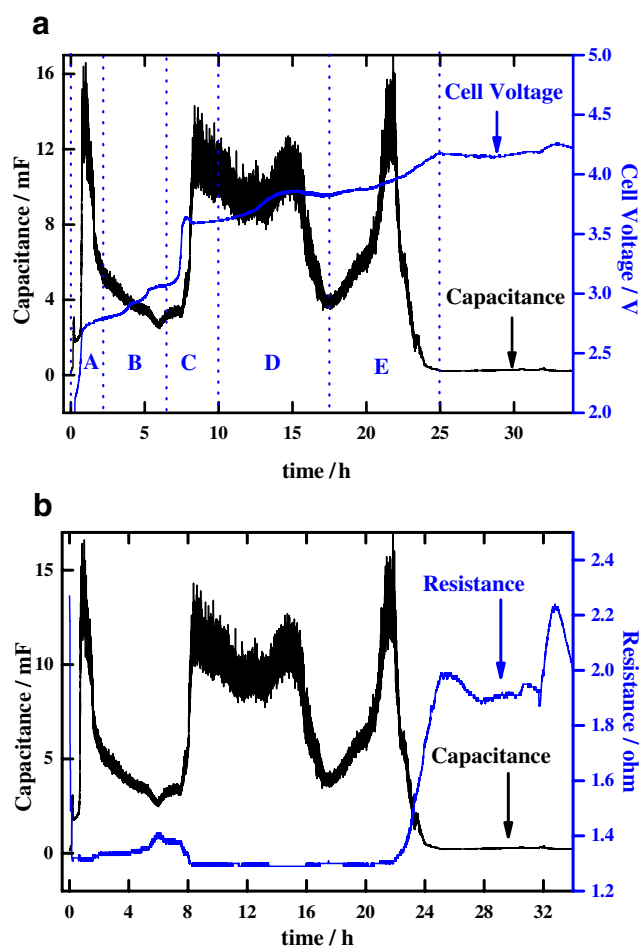 a
16
12
8
4
0
Capacitance / mF
5.0
4.5
4.0
3.5
3.0
2.5
2.0
Cell Voltage / V
Cell Voltage
Capacitance
A
B
C
D
E
0
5
10
15
20
25
30
time / h
b
15
10
5
0
Capacitance / mF
2.4
2.2
2.0
1.8
1.6
1.4
1.2
Resistance / ohm
Resistance
Capacitance
0
4
8
12
16
20
24
28
32
time / h